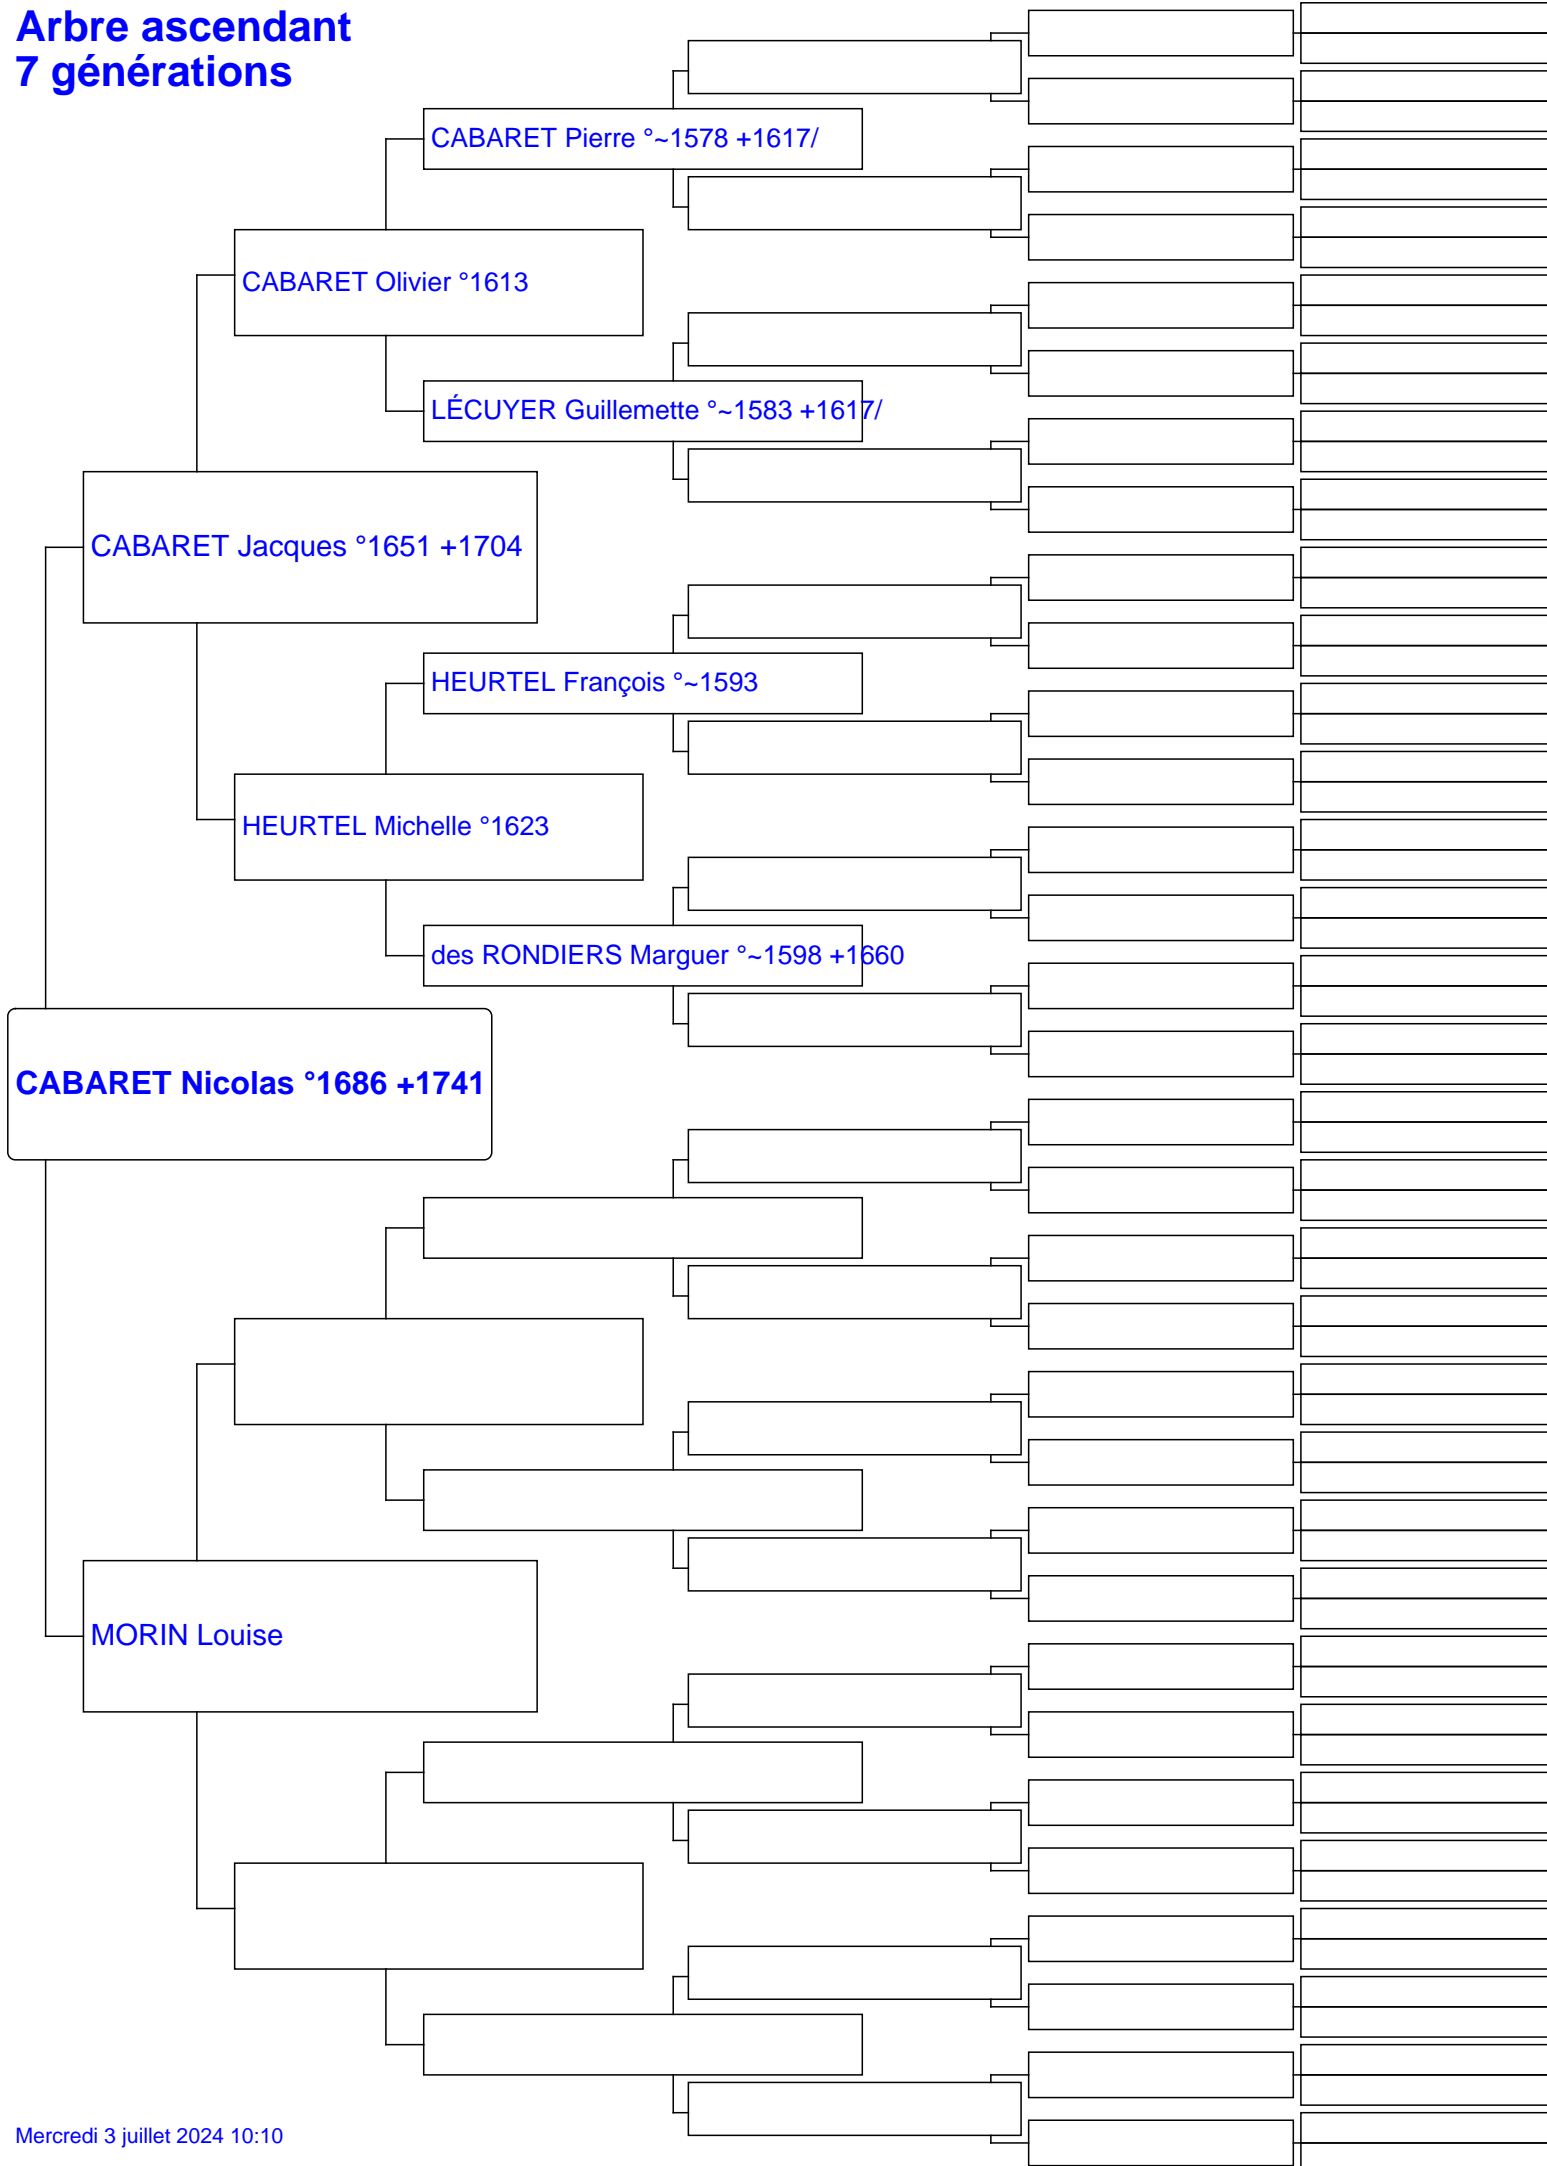 Arbre ascendant
7 générations
CABARET Pierre °~1578 +1617/
CABARET Olivier °1613
LÉCUYER Guillemette °~1583 +1617/
CABARET Jacques °1651 +1704
HEURTEL François °~1593
HEURTEL Michelle °1623
des RONDIERS Marguer °~1598 +1660
CABARET Nicolas °1686 +1741
MORIN Louise
Mercredi 3 juillet 2024 10:10